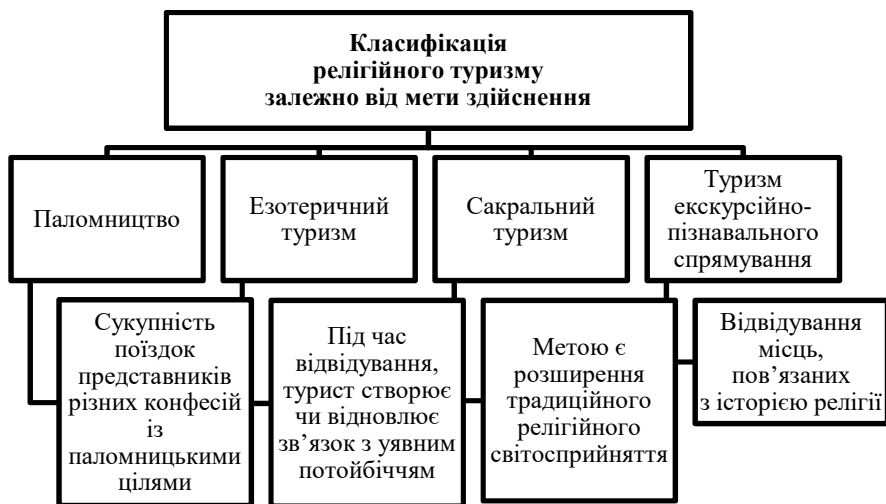 Класифікація
релігійного туризму
залежно від мети здійснення
Паломництво
Езотеричний
туризм
Сакральний
туризм
Туризм
екскурсійно-
пізнавального
спрямування
Сукупність
поїздок
представників
різних конфесій
із
паломницькими
цілями
Під час
відвідування,
турист створює
чи відновлює
зв’язок з уявним
потойбіччям
Метою є
розширення
традиційного
релігійного
світосприйняття
Відвідування
місць,
пов’язаних
з історією релігії